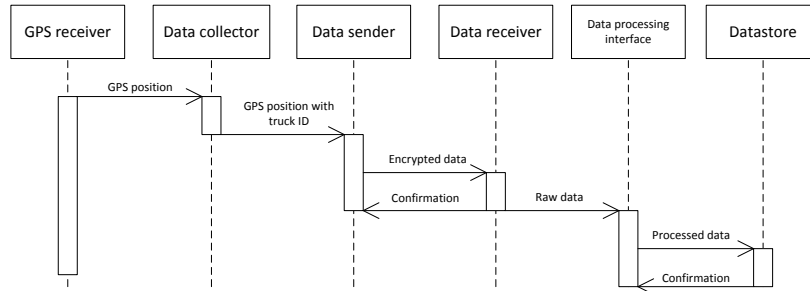 GPS receiver
Data collector
Data sender
Data receiver
Data processing
interface
Datastore
GPS position
GPS position with
truck ID
Encrypted data
Confirmation
Raw data
Processed data
Confirmation